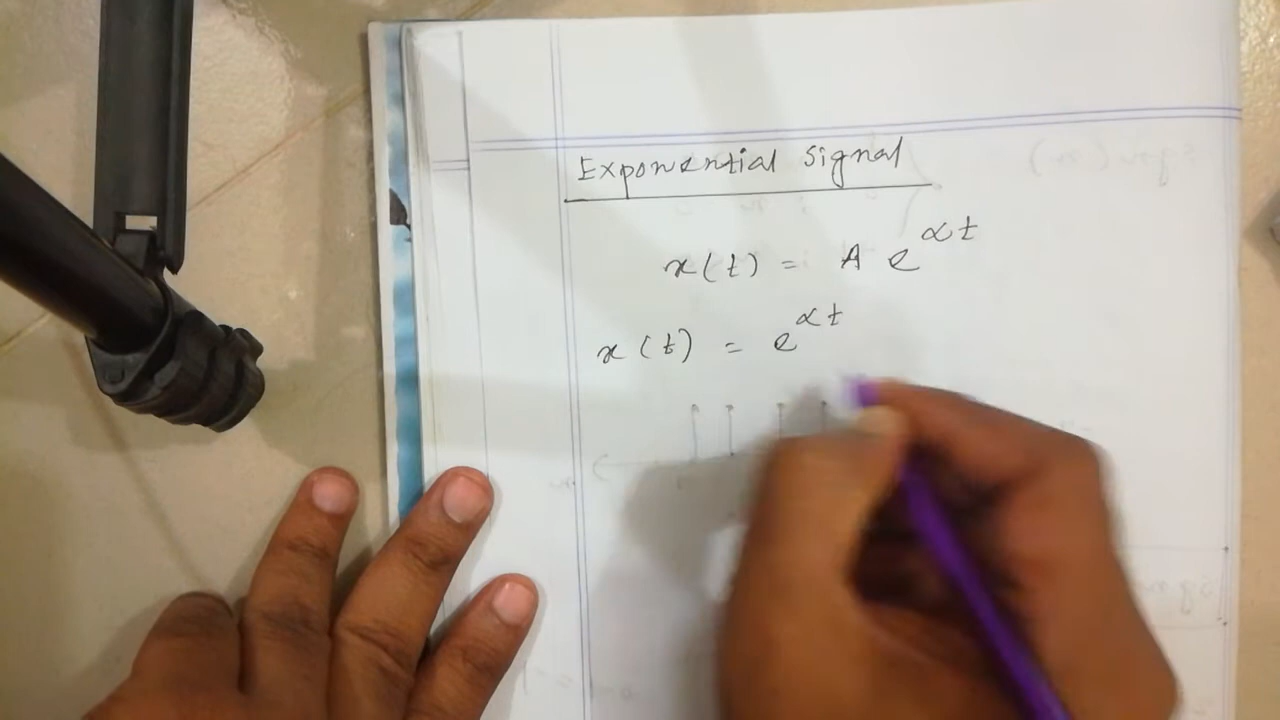 Exponential Signal
x(t) = A e^αt
x(t) = e^αt